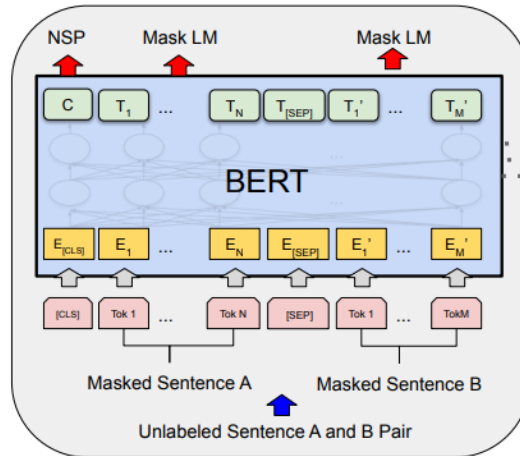 NSP Mask LM Mask LM
C T1 ... TN T[SEP] T1' ... TM'
...
BERT
E[CLS] E1 ... EN E[SEP] E1' ... EM'
[CLS] Tok 1 ... Tok N [SEP] Tok 1 ... TokM
Masked Sentence A Masked Sentence B
Unlabeled Sentence A and B Pair